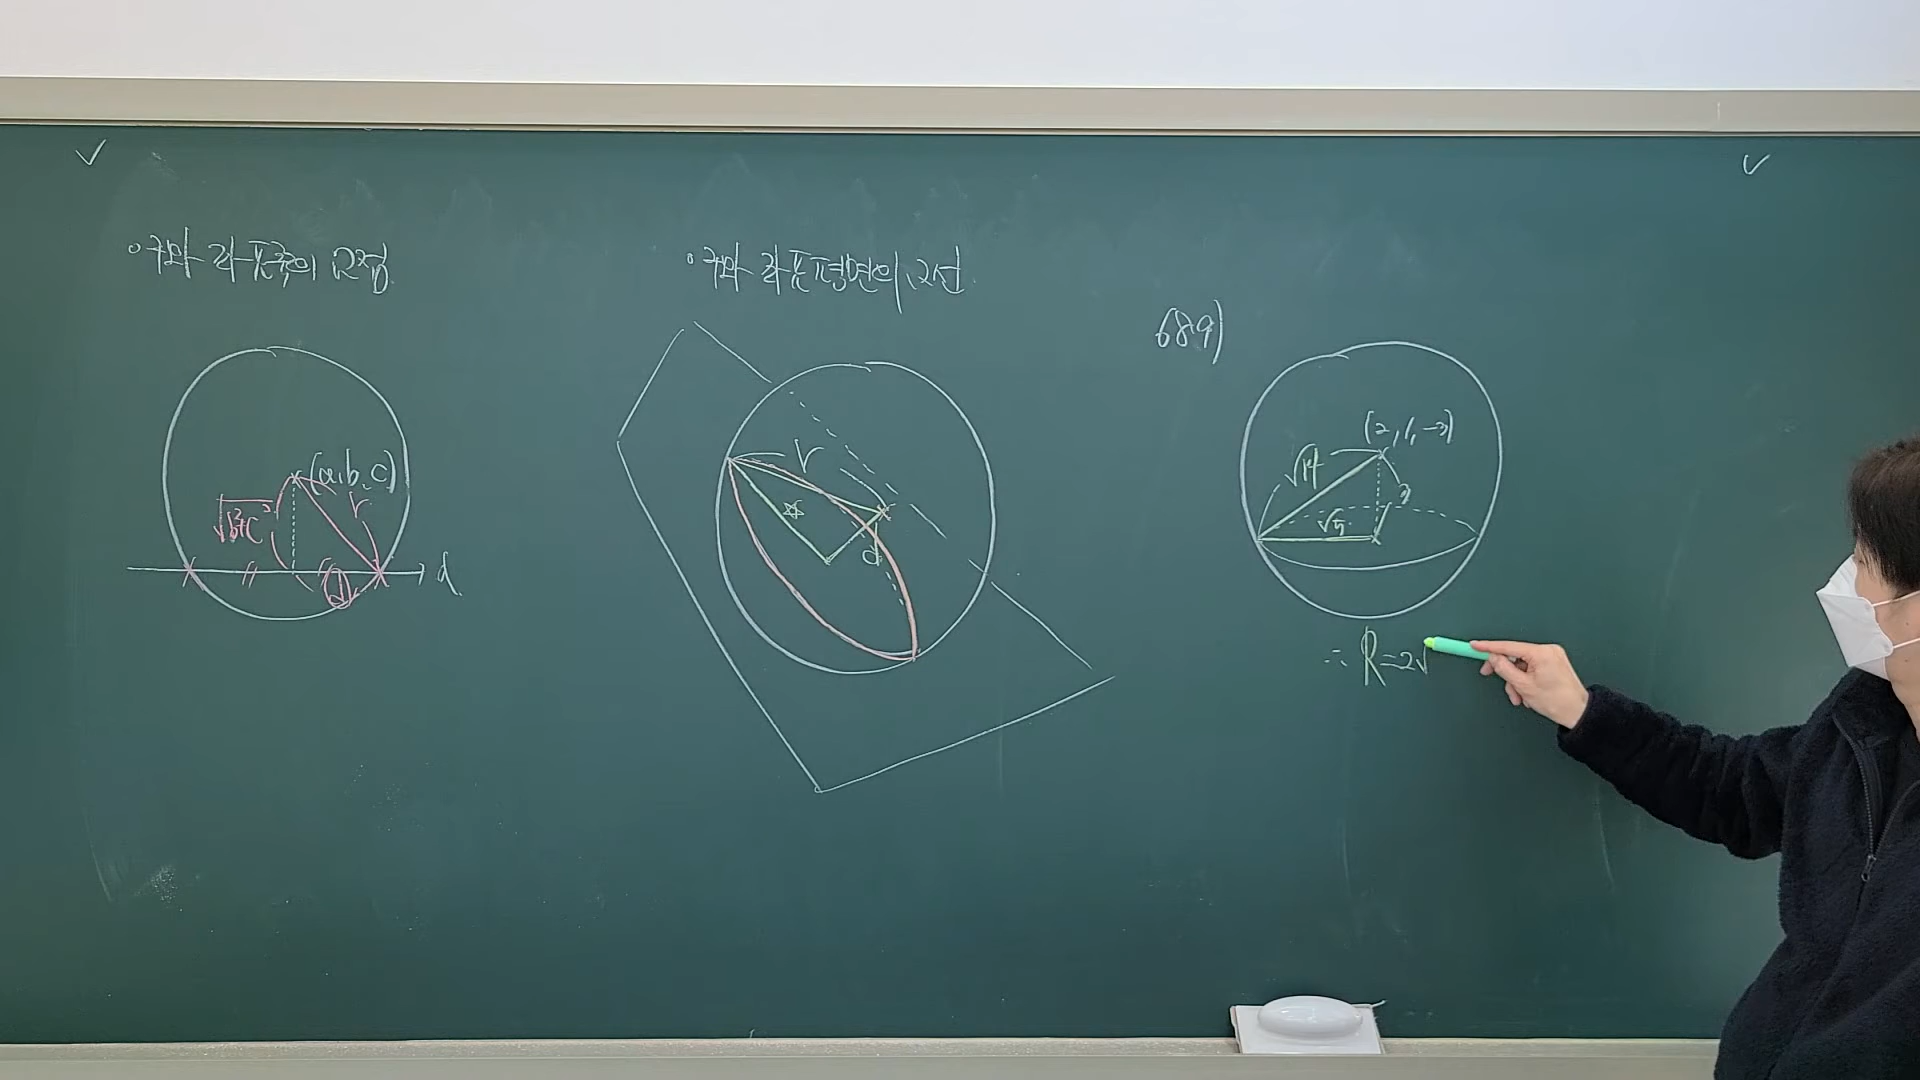 ◦구와 좌표축의 교점
(a, b, c)
√b²+c²
r
d
◦구와 좌표평면의 교선
r
☆
d
689)
(2, 1, -3)
√14
3
√5
∴ R=2√